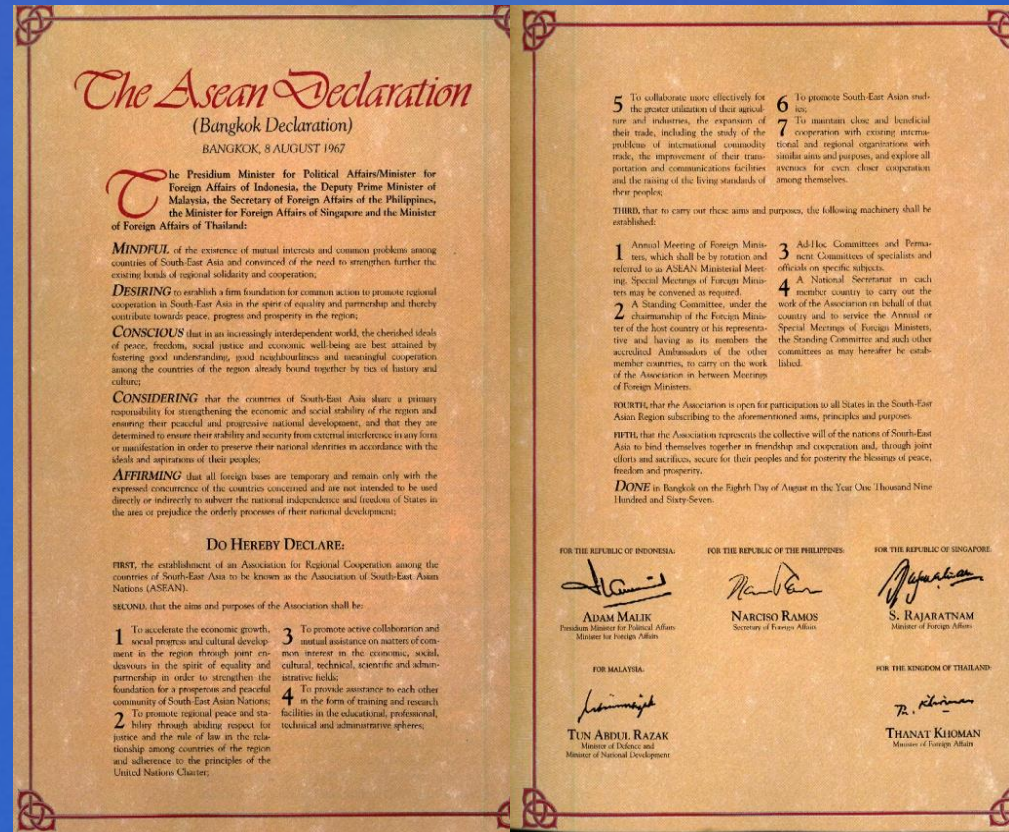 The Asean Declaration
(Bangkok Declaration)
BANGKOK, 8 AUGUST 1967
The Presidium Minister for Political Affairs/Minister for
Foreign Affairs of Indonesia, the Deputy Prime Minister of
Malaysia, the Secretary of Foreign Affairs of the Philippines,
the Minister for Foreign Affairs of Singapore and the Minister
of Foreign Affairs of Thailand:
MINDFUL of the existence of mutual interests and common problems among
countries of South-East Asia and convinced of the need to strengthen further the
existing bonds of regional solidarity and cooperation;
DESIRING to establish a firm foundation for common action to promote regional
cooperation in South-East Asia in the spirit of equality and partnership and thereby
contribute towards peace, progress and prosperity in the region;
CONSCIOUS that in an increasingly interdependent world, the cherished ideals
of peace, freedom, social justice and economic well-being are best attained by
fostering good understanding, good neighbourliness and meaningful cooperation
among the countries of the region already bound together by ties of history and
culture;
CONSIDERING that the countries of South-East Asia share a primary
responsibility for strengthening the economic and social stability of the region and
ensuring their peaceful and progressive national development, and that they are
determined to ensure their stability and security from external interference in any form
or manifestation in order to preserve their national identities in accordance with the
ideals and aspirations of their peoples;
AFFIRMING that all foreign bases are temporary and remain only with the
expressed concurrence of the countries concerned and are not intended to be used
directly or indirectly to subvert the national independence and freedom of States in
the area or prejudice the orderly processes of their national development;
DO HEREBY DECLARE:
FIRST, the establishment of an Association for Regional Cooperation among the
countries of South-East Asia to be known as the Association of South-East Asian
Nations (ASEAN).
SECOND, that the aims and purposes of the Association shall be:
1 To accelerate the economic growth,
social progress and cultural develop-
ment in the region through joint en-
deavours in the spirit of equality and
partnership in order to strengthen the
foundation for a prosperous and peaceful
community of South-East Asian Nations;
2 To promote regional peace and sta-
bility through abiding respect for
justice and the rule of law in the rela-
tionship among countries of the region
and adherence to the principles of the
United Nations Charter;
3 To promote active collaboration and
mutual assistance on matters of com-
mon interest in the economic, social,
cultural, technical, scientific and admin-
istrative fields;
4 To provide assistance to each other
in the form of training and research
facilities in the educational, professional,
technical and administrative spheres;
5 To collaborate more effectively for
the greater utilization of their agricul-
ture and industries, the expansion of
their trade, including the study of the
problems of international commodity
trade, the improvement of their trans-
portation and communications facilities
and the raising of the living standards of
their peoples;
6 To promote South-East Asian stud-
ies;
7 To maintain close and beneficial
cooperation with existing interna-
tional and regional organizations with
similar aims and purposes, and explore all
avenues for even closer cooperation
among themselves.
THIRD, that to carry out these aims and purposes, the following machinery shall be
established:
1 Annual Meeting of Foreign Minis-
ters, which shall be by rotation and
referred to as ASEAN Ministerial Meet-
ing. Special Meetings of Foreign Minis-
ters may be convened as required.
2 A Standing Committee, under the
chairmanship of the Foreign Minis-
ter of the host country or his representa-
tive and having as its members the
accredited Ambassadors of the other
member countries, to carry on the work
of the Association in between Meetings
of Foreign Ministers.
3 Ad-Hoc Committees and Perma-
nent Committees of specialists and
officials on specific subjects.
4 A National Secretariat in each
member country to carry out the
work of the Association on behalf of that
country and to service the Annual or
Special Meetings of Foreign Ministers,
the Standing Committee and such other
committees as may hereafter be estab-
lished.
FOURTH, that the Association is open for participation to all States in the South-East
Asian Region subscribing to the aforementioned aims, principles and purposes.
FIFTH, that the Association represents the collective will of the nations of South-East
Asia to bind themselves together in friendship and cooperation and, through joint
efforts and sacrifices, secure for their peoples and for posterity the blessings of peace,
freedom and prosperity.
DONE in Bangkok on the Eighth Day of August in the Year One Thousand Nine
Hundred and Sixty-Seven.
FOR THE REPUBLIC OF INDONESIA:
ADAM MALIK
Presidium Minister for Political Affairs
Minister for Foreign Affairs
FOR THE REPUBLIC OF THE PHILIPPINES:
NARCISO RAMOS
Secretary of Foreign Affairs
FOR THE REPUBLIC OF SINGAPORE:
S. RAJARATNAM
Minister of Foreign Affairs
FOR MALAYSIA:
TUN ABDUL RAZAK
Minister of Defence and
Minister of National Development
FOR THE KINGDOM OF THAILAND:
THANAT KHOMAN
Minister of Foreign Affairs